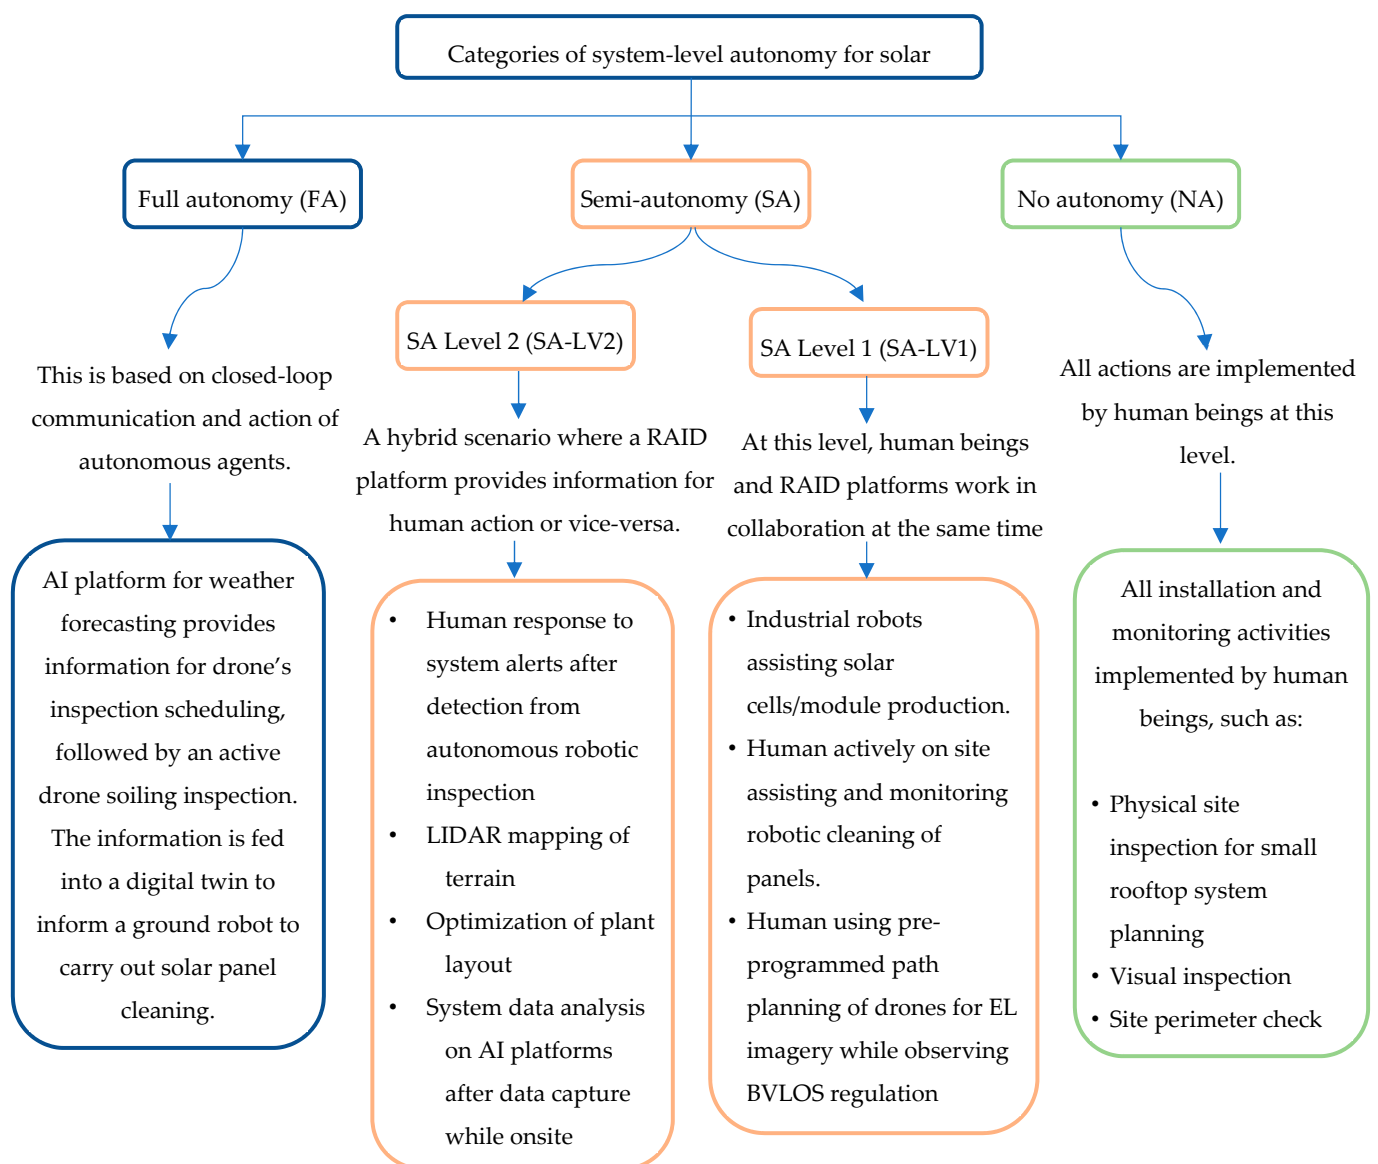 Categories of system-level autonomy for solar
Full autonomy (FA)
Semi-autonomy (SA)
No autonomy (NA)
SA Level 2 (SA-LV2)
SA Level 1 (SA-LV1)
This is based on closed-loop
communication and action of
autonomous agents.
A hybrid scenario where a RAID
platform provides information for
human action or vice-versa.
At this level, human beings
and RAID platforms work in
collaboration at the same time
All actions are implemented
by human beings at this
level.
AI platform for weather
forecasting provides
information for drone’s
inspection scheduling,
followed by an active
drone soiling inspection.
The information is fed
into a digital twin to
inform a ground robot to
carry out solar panel
cleaning.
• Human response to
system alerts after
detection from
autonomous robotic
inspection
• LIDAR mapping of
terrain
• Optimization of plant
layout
• System data analysis
on AI platforms
after data capture
while onsite
• Industrial robots
assisting solar
cells/module production.
• Human actively on site
assisting and monitoring
robotic cleaning of
panels.
• Human using pre-
programmed path
planning of drones for EL
imagery while observing
BVLOS regulation
All installation and
monitoring activities
implemented by human
beings, such as:
• Physical site
inspection for small
rooftop system
planning
• Visual inspection
• Site perimeter check